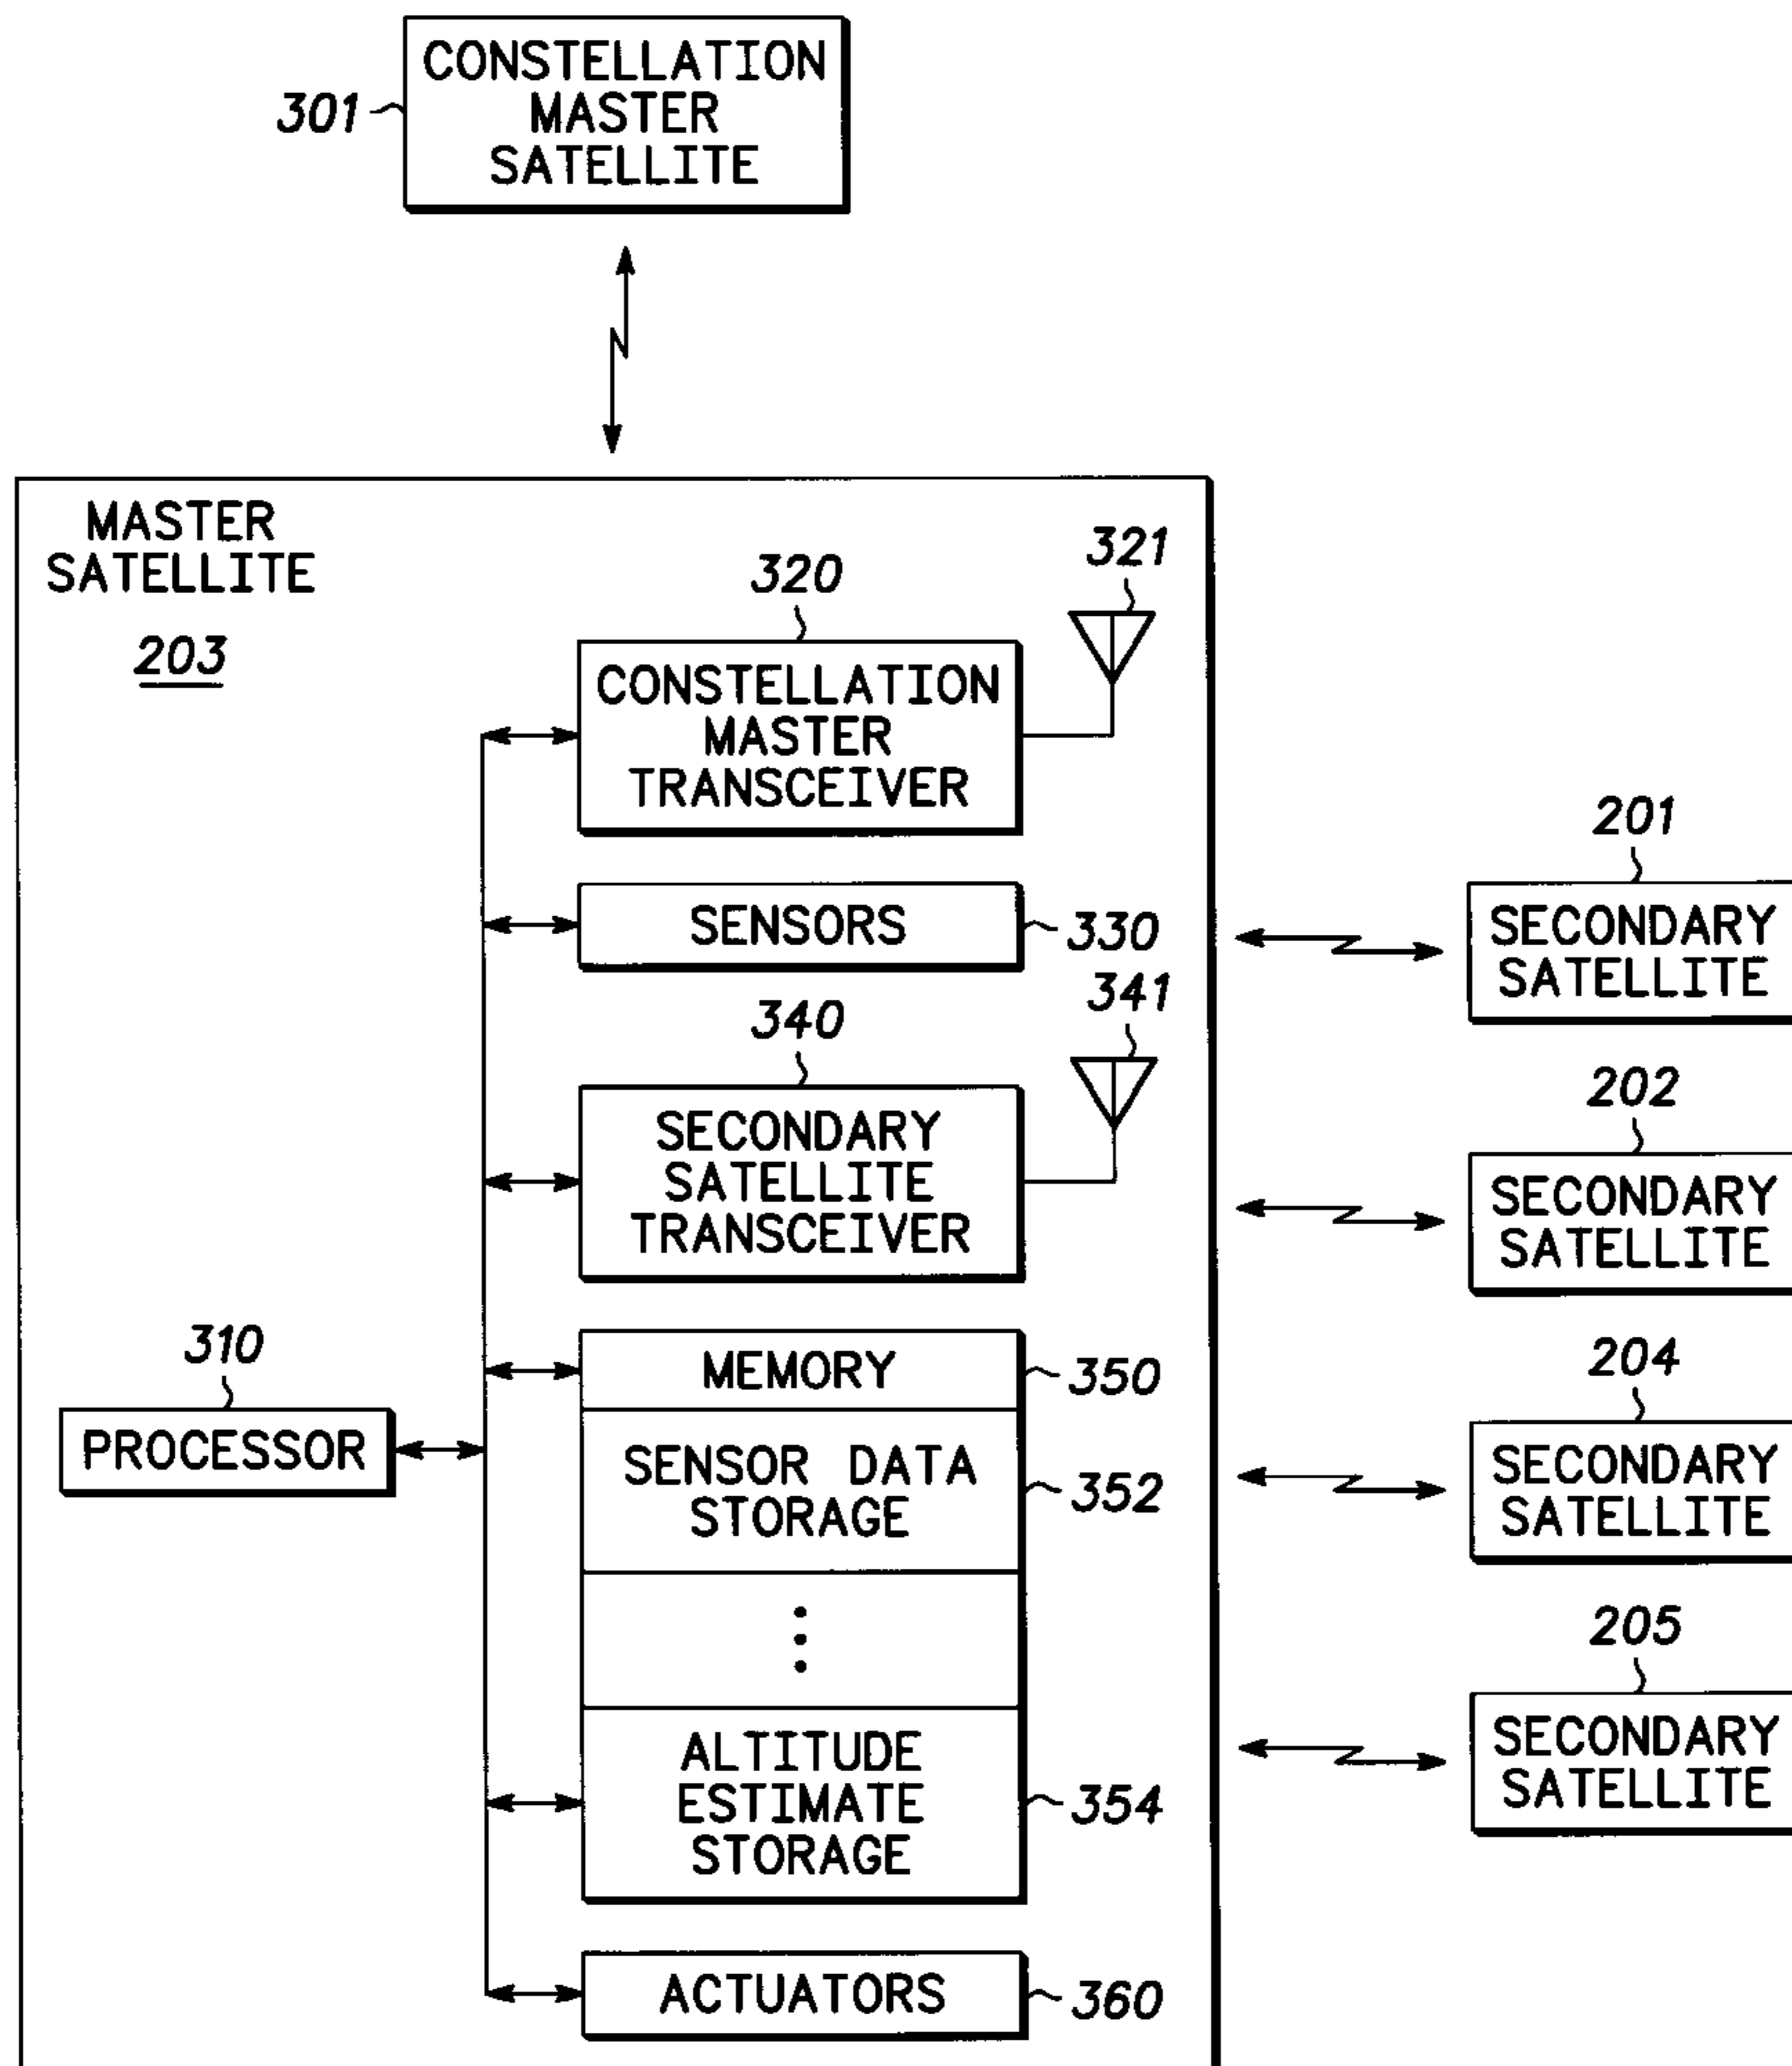 CONSTELLATION
MASTER
SATELLITE
301
MASTER
SATELLITE
203
320
321
CONSTELLATION
MASTER
TRANSCEIVER
SENSORS
330
340
341
SECONDARY
SATELLITE
TRANSCEIVER
310
PROCESSOR
MEMORY
350
SENSOR DATA
STORAGE
352
ALTITUDE
ESTIMATE
STORAGE
354
ACTUATORS
360
201
SECONDARY
SATELLITE
202
SECONDARY
SATELLITE
204
SECONDARY
SATELLITE
205
SECONDARY
SATELLITE